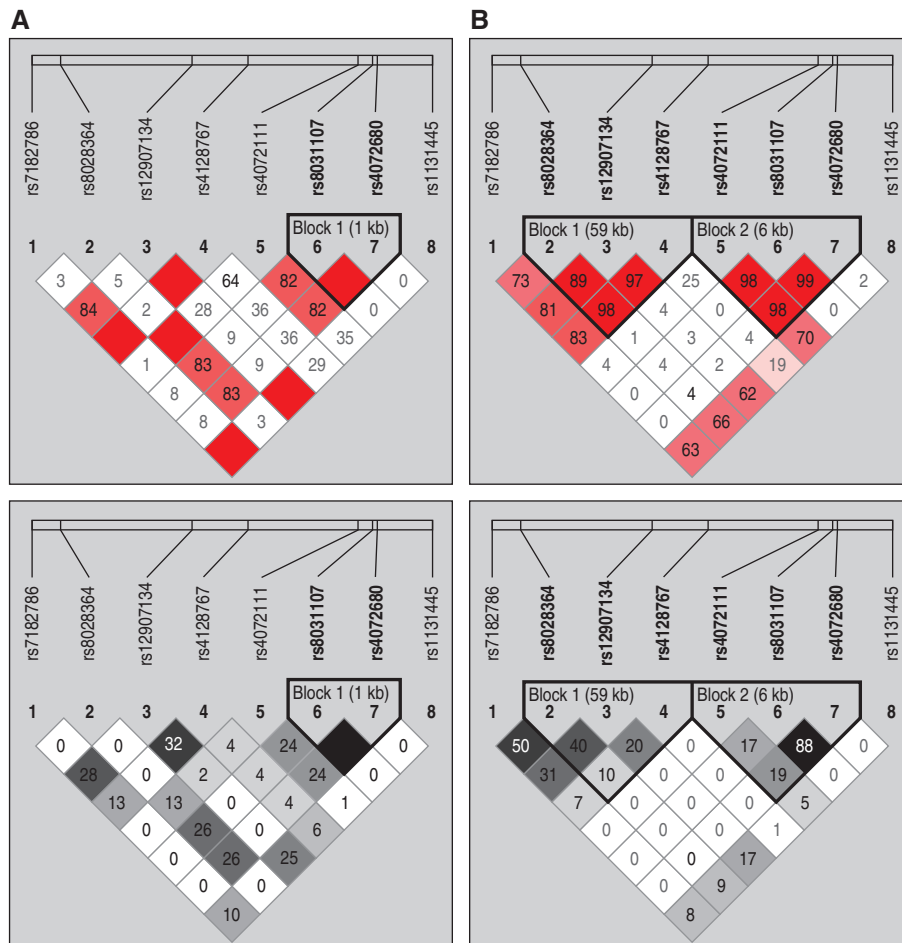 A
rs7182786
rs8028364
rs12907134
rs4128767
rs4072111
rs8031107
rs4072680
rs1131445
Block 1 (1 kb)
1 2 3 4 5 6 7 8
3 5 64 82 0
84 2 28 36 82 0
9 36 35
1 83 9 29
8 83
8 3
B
rs7182786
rs8028364
rs12907134
rs4128767
rs4072111
rs8031107
rs4072680
rs1131445
Block 1 (59 kb) Block 2 (6 kb)
1 2 3 4 5 6 7 8
73 89 97 25 98 99 2
81 98 4 0 98 0
83 1 3 4 70
4 4 2 19
0 4 62
0 66
63
rs7182786
rs8028364
rs12907134
rs4128767
rs4072111
rs8031107
rs4072680
rs1131445
Block 1 (1 kb)
1 2 3 4 5 6 7 8
0 0 32 4 24 0
28 0 2 4 24 0
13 13 0 4 1
0 26 0 6
0 26 25
0 0
10
rs7182786
rs8028364
rs12907134
rs4128767
rs4072111
rs8031107
rs4072680
rs1131445
Block 1 (59 kb) Block 2 (6 kb)
1 2 3 4 5 6 7 8
50 40 20 0 17 88 0
31 10 0 0 19 0
7 0 0 0 5
0 0 0 1
0 0 17
0 9
8